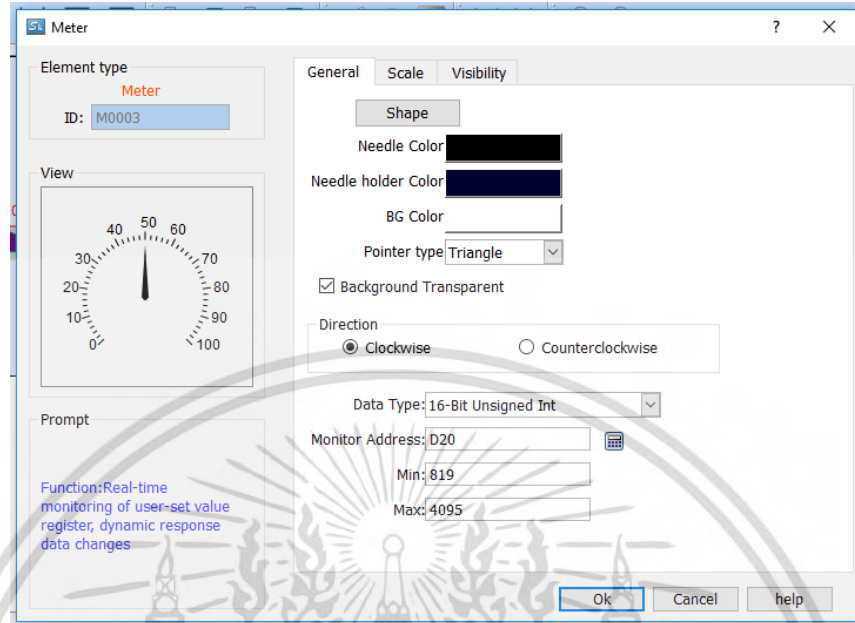 Sk Meter ? ×
Element type
Meter
ID: M0003
View
0 10 20 30 40 50 60 70 80 90 100
Prompt
Function:Real-time
monitoring of user-set value
register, dynamic response
data changes
General Scale Visibility
Shape
Needle Color
Needle holder Color
BG Color
Pointer type Triangle
Background Transparent
Direction
Clockwise Counterclockwise
Data Type: 16-Bit Unsigned Int
Monitor Address: D20
Min: 819
Max: 4095
Ok Cancel help